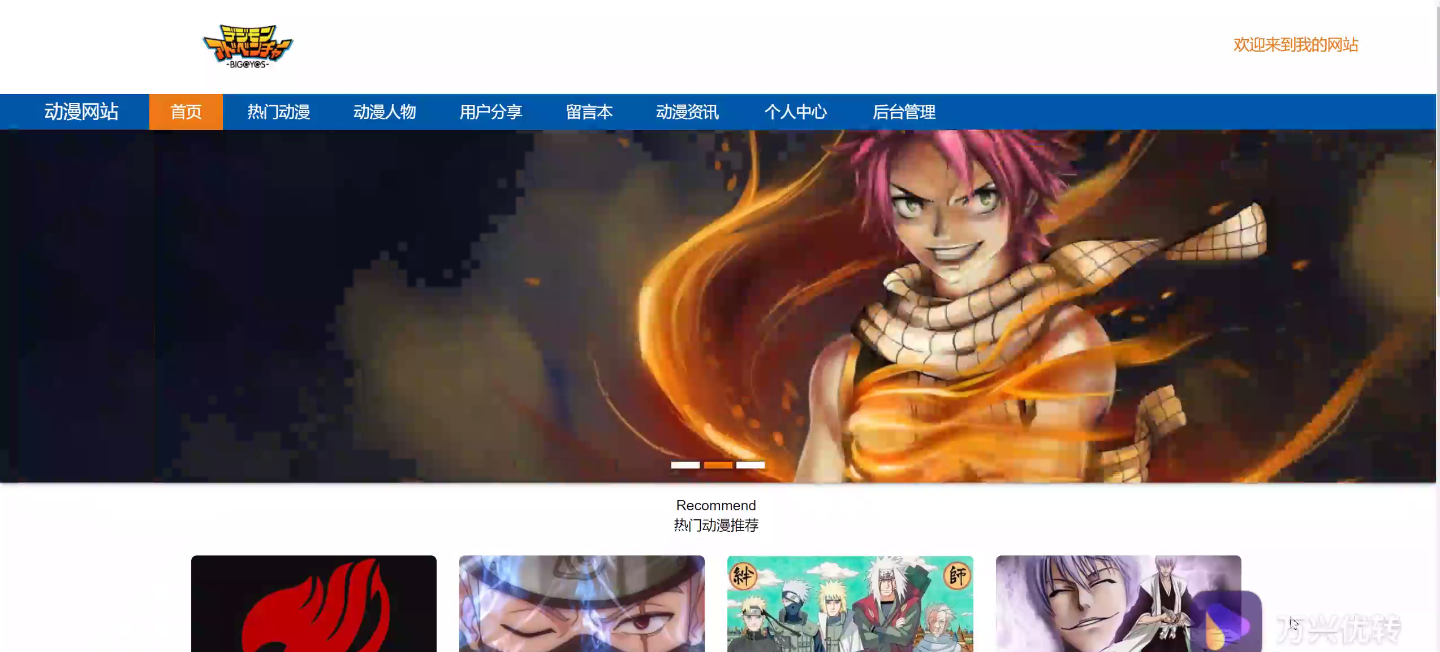 デジモン
アドベンチャー
-BIG@Y@S-
欢迎来到我的网站
动漫网站 首页 热门动漫 动漫人物 用户分享 留言本 动漫资讯 个人中心 后台管理
Recommend
热门动漫推荐
絆 師
万兴优转